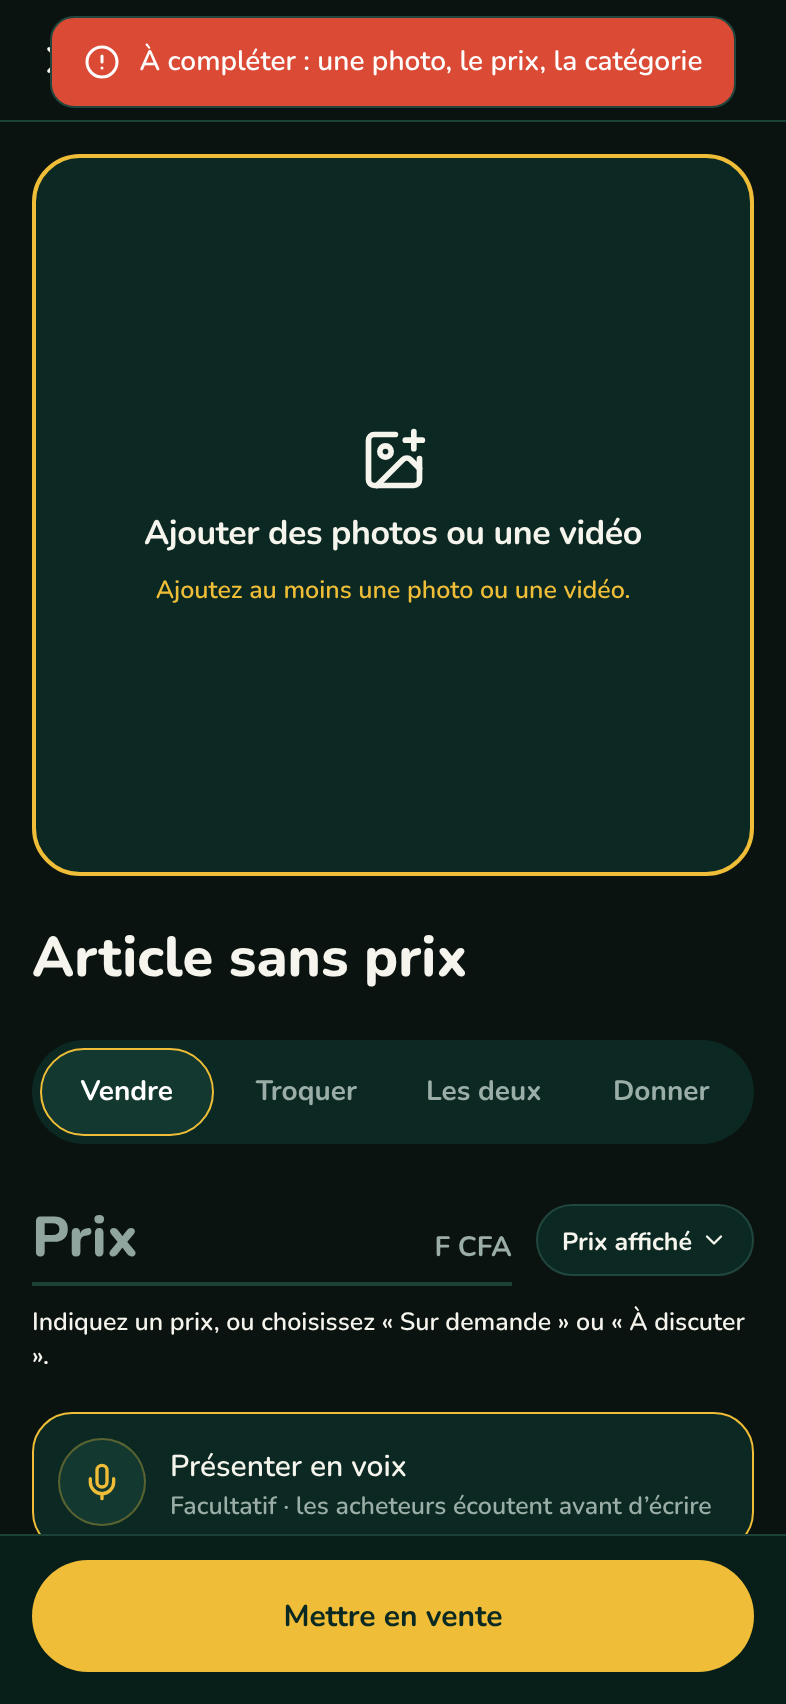 À compléter : une photo, le prix, la catégorie
Ajouter des photos ou une vidéo
Ajoutez au moins une photo ou une vidéo.
Article sans prix
Vendre
Troquer
Les deux
Donner
Prix
F CFA
Prix affiché
Indiquez un prix, ou choisissez « Sur demande » ou « À discuter
».
Présenter en voix
Facultatif · les acheteurs écoutent avant d’écrire
Mettre en vente